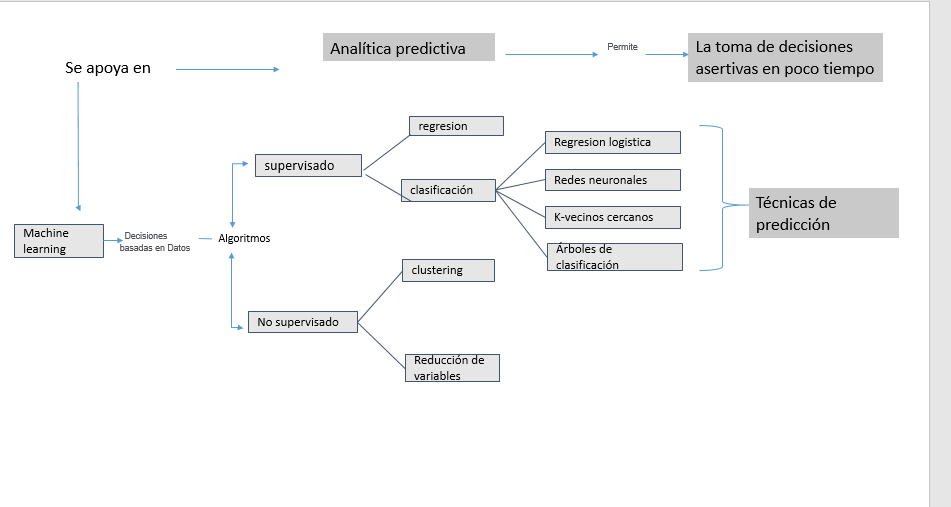 Analítica predictiva
Permite
La toma de decisiones
asertivas en poco tiempo
Se apoya en
regresion
supervisado
clasificación
Regresion logistica
Redes neuronales
K-vecinos cercanos
Árboles de
clasificación
Técnicas de
predicción
Machine
learning
Decisiones
basadas en Datos
Algoritmos
clustering
No supervisado
Reducción de
variables